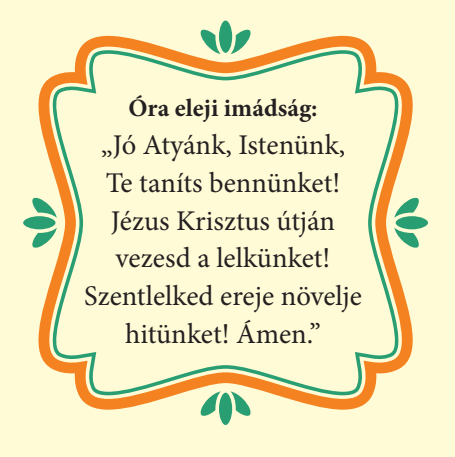 Óra eleji imádság:
„Jó Atyánk, Istenünk,
Te taníts bennünket!
Jézus Krisztus útján
vezesd a lelkünket!
Szentlelked ereje növelje
hitünket! Ámen.”